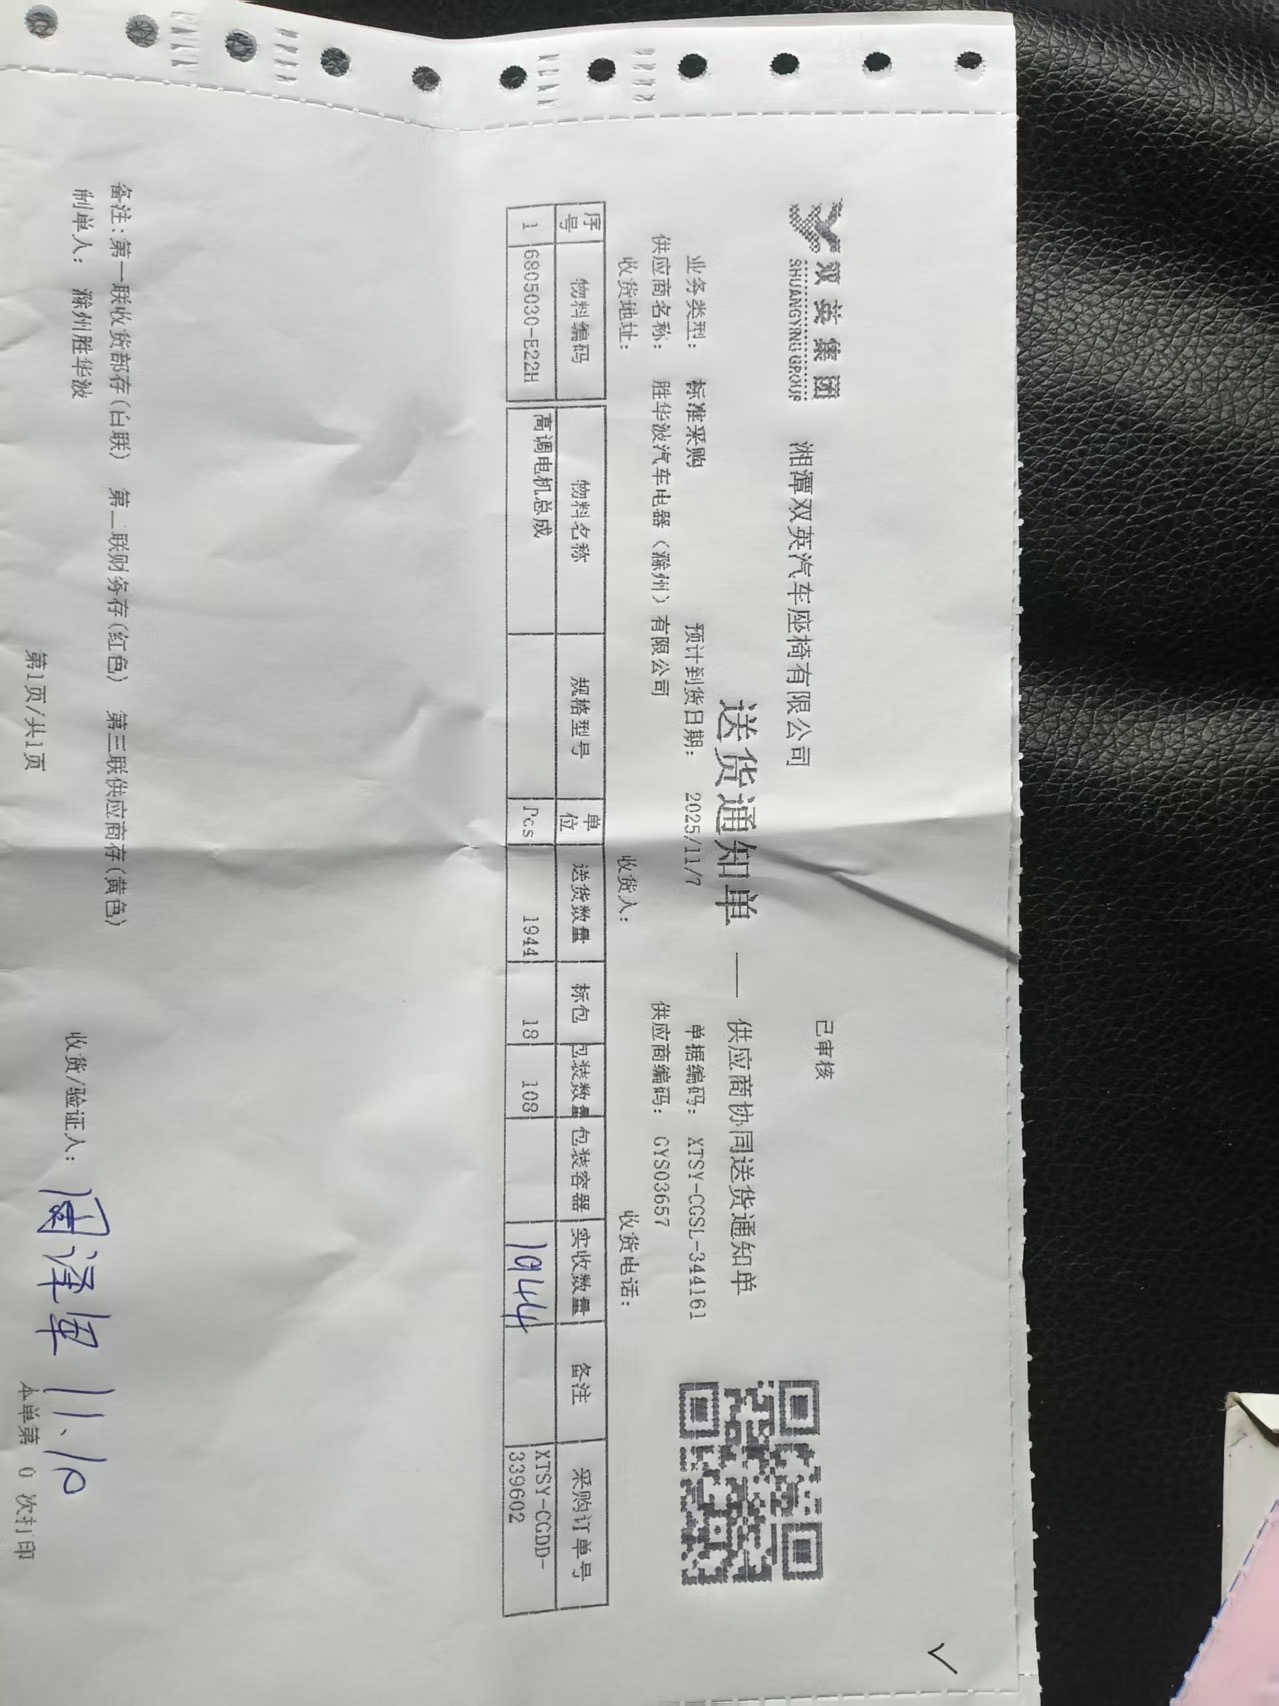 双英集团
SHUANGYING GROUP
湘潭双英汽车座椅有限公司
已审核
送货通知单 —— 供应商协同送货通知单
业务类型： 标准采购 预计到货日期： 2025/11/7 单据编码： XTSY-CGSL-344161
供应商名称： 胜华波汽车电器（滁州）有限公司 供应商编码： GYS03657
收货地址： 收货人： 收货电话：
序号 物料编码 物料名称 规格型号 单位 送货数量 标包 包装数量 包装容器 实收数量 备注 采购订单号
1 6805030-E22H 高调电机总成 Pcs 1944 18 108 1944 XTSY-CGDD-339602
备注：第一联收货部存(白联) 第二联财务存(红色) 第三联供应商存(黄色)
制单人： 滁州胜华波 收货/验证人： 11.10
第1页/共1页 本单第 0 次打印